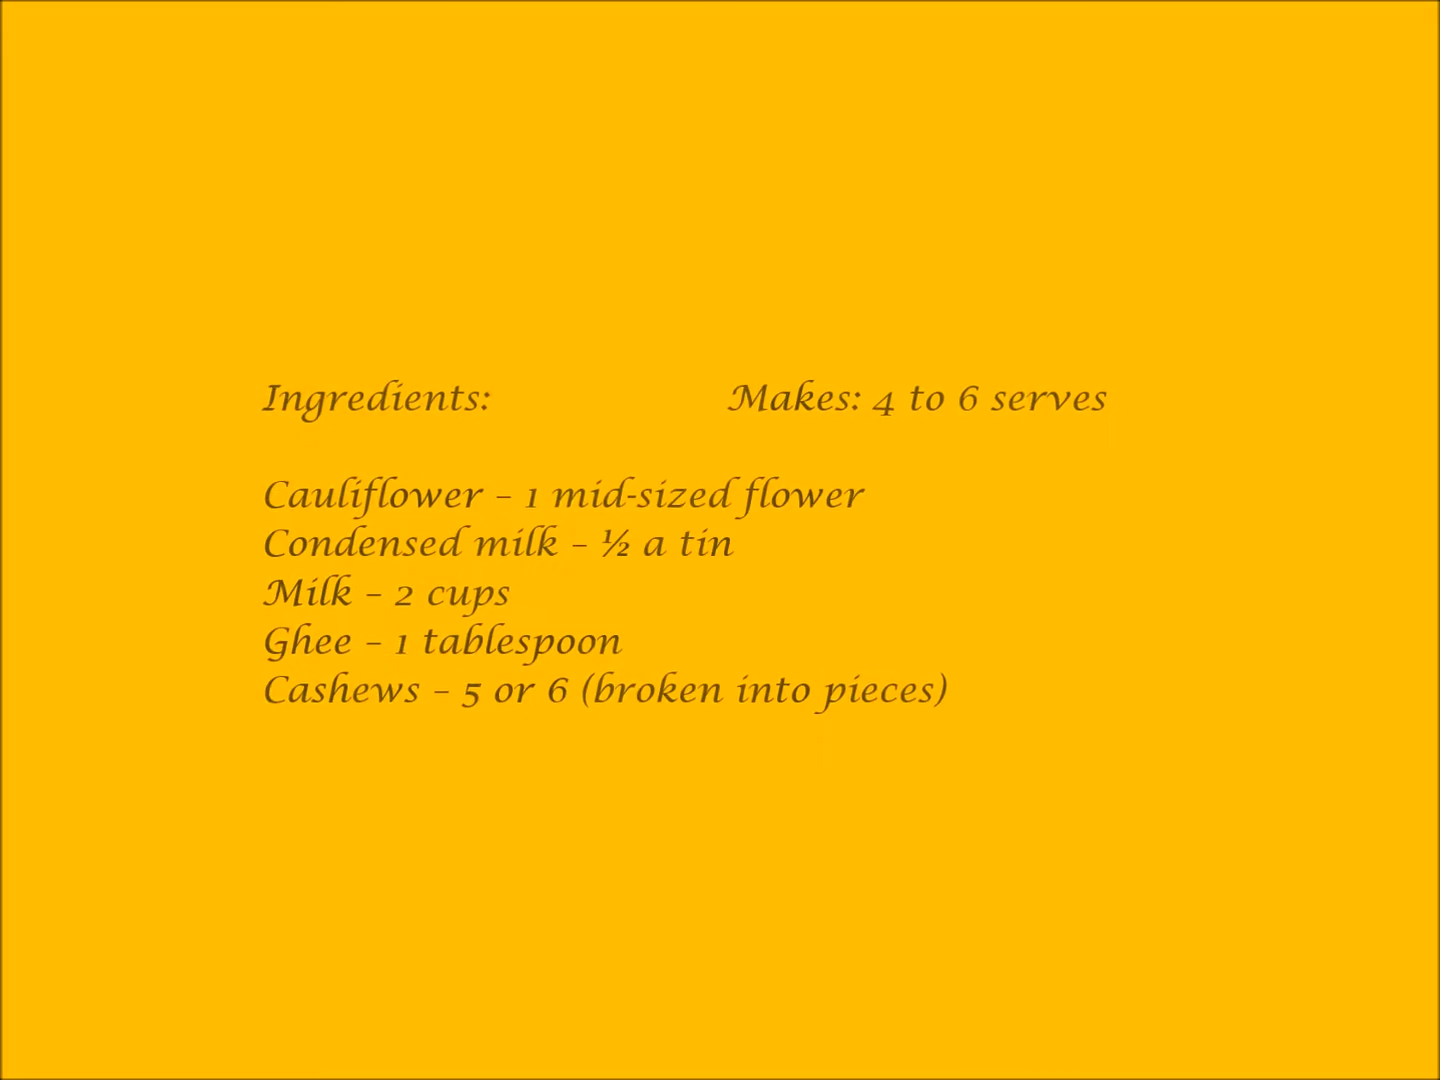 Ingredients: Makes: 4 to 6 serves
Cauliflower – 1 mid-sized flower
Condensed milk – ½ a tin
Milk – 2 cups
Ghee – 1 tablespoon
Cashews – 5 or 6 (broken into pieces)